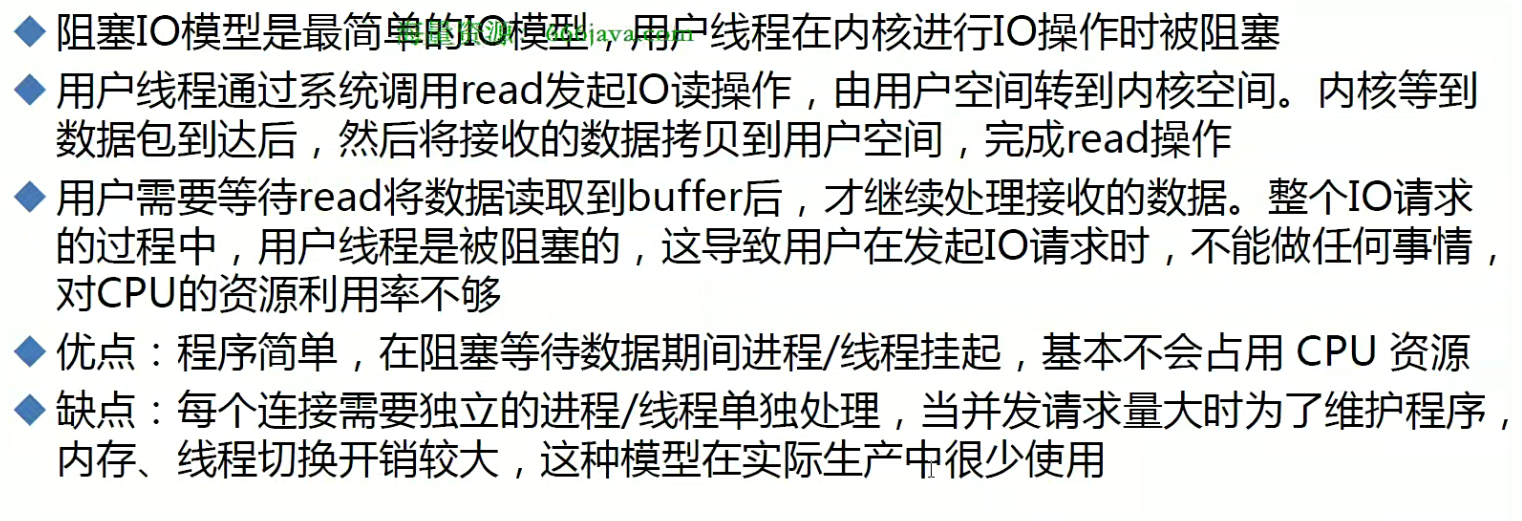 阻塞IO模型是最简单的IO模型，用户线程在内核进行IO操作时被阻塞
海量资源：666java.com
用户线程通过系统调用read发起IO读操作，由用户空间转到内核空间。内核等到
数据包到达后，然后将接收的数据拷贝到用户空间，完成read操作
用户需要等待read将数据读取到buffer后，才继续处理接收的数据。整个IO请求
的过程中，用户线程是被阻塞的，这导致用户在发起IO请求时，不能做任何事情，
对CPU的资源利用率不够
优点：程序简单，在阻塞等待数据期间进程/线程挂起，基本不会占用 CPU 资源
缺点：每个连接需要独立的进程/线程单独处理，当并发请求量大时为了维护程序，
内存、线程切换开销较大，这种模型在实际生产中很少使用